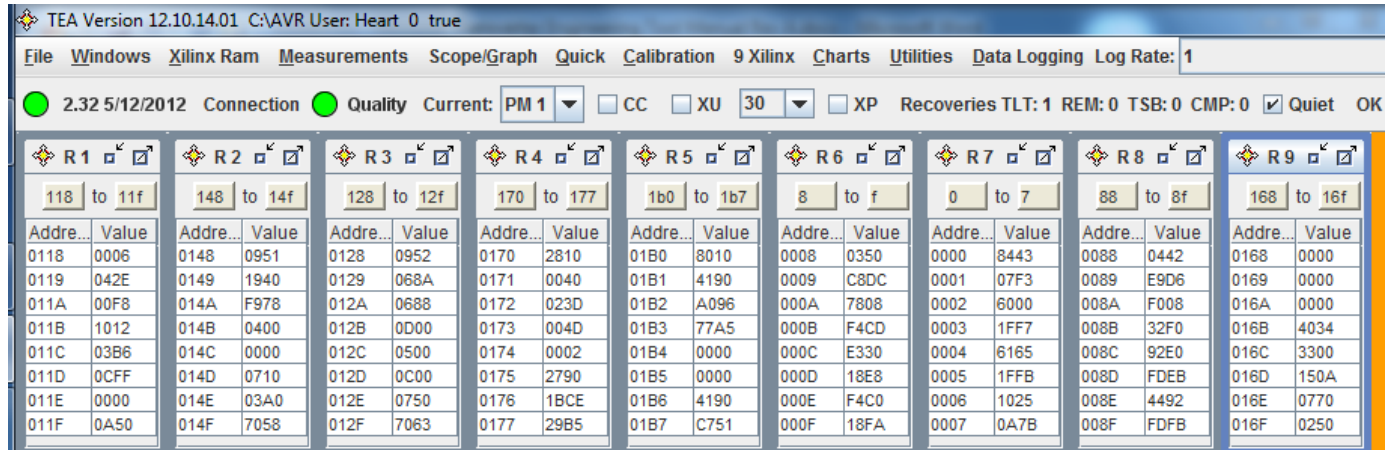 TEA Version 12.10.14.01 C:\AVR User: Heart 0 true
File Windows Xilinx Ram Measurements Scope/Graph Quick Calibration 9 Xilinx Charts Utilities Data Logging Log Rate: 1
2.32 5/12/2012 Connection Quality Current: PM 1 CC XU 30 XP Recoveries TLT: 1 REM: 0 TSB: 0 CMP: 0 Quiet OK
R 1 R 2 R 3 R 4 R 5 R 6 R 7 R 8 R 9
118 to 11f 148 to 14f 128 to 12f 170 to 177 1b0 to 1b7 8 to f 0 to 7 88 to 8f 168 to 16f
Addre... Value Addre... Value Addre... Value Addre... Value Addre... Value Addre... Value Addre... Value Addre... Value Addre... Value
0118 0006 0148 0951 0128 0952 0170 2810 01B0 8010 0008 0350 0000 8443 0088 0442 0168 0000
0119 042E 0149 1940 0129 068A 0171 0040 01B1 4190 0009 C8DC 0001 07F3 0089 E9D6 0169 0000
011A 00F8 014A F978 012A 0688 0172 023D 01B2 A096 000A 7808 0002 6000 008A F008 016A 0000
011B 1012 014B 0400 012B 0D00 0173 004D 01B3 77A5 000B F4CD 0003 1FF7 008B 32F0 016B 4034
011C 03B6 014C 0000 012C 0500 0174 0002 01B4 0000 000C E330 0004 6165 008C 92E0 016C 3300
011D 0CFF 014D 0710 012D 0C00 0175 2790 01B5 0000 000D 18E8 0005 1FFB 008D FDEB 016D 150A
011E 0000 014E 03A0 012E 0750 0176 1BCE 01B6 4190 000E F4C0 0006 1025 008E 4492 016E 0770
011F 0A50 014F 7058 012F 7063 0177 29B5 01B7 C751 000F 18FA 0007 0A7B 008F FDFB 016F 0250